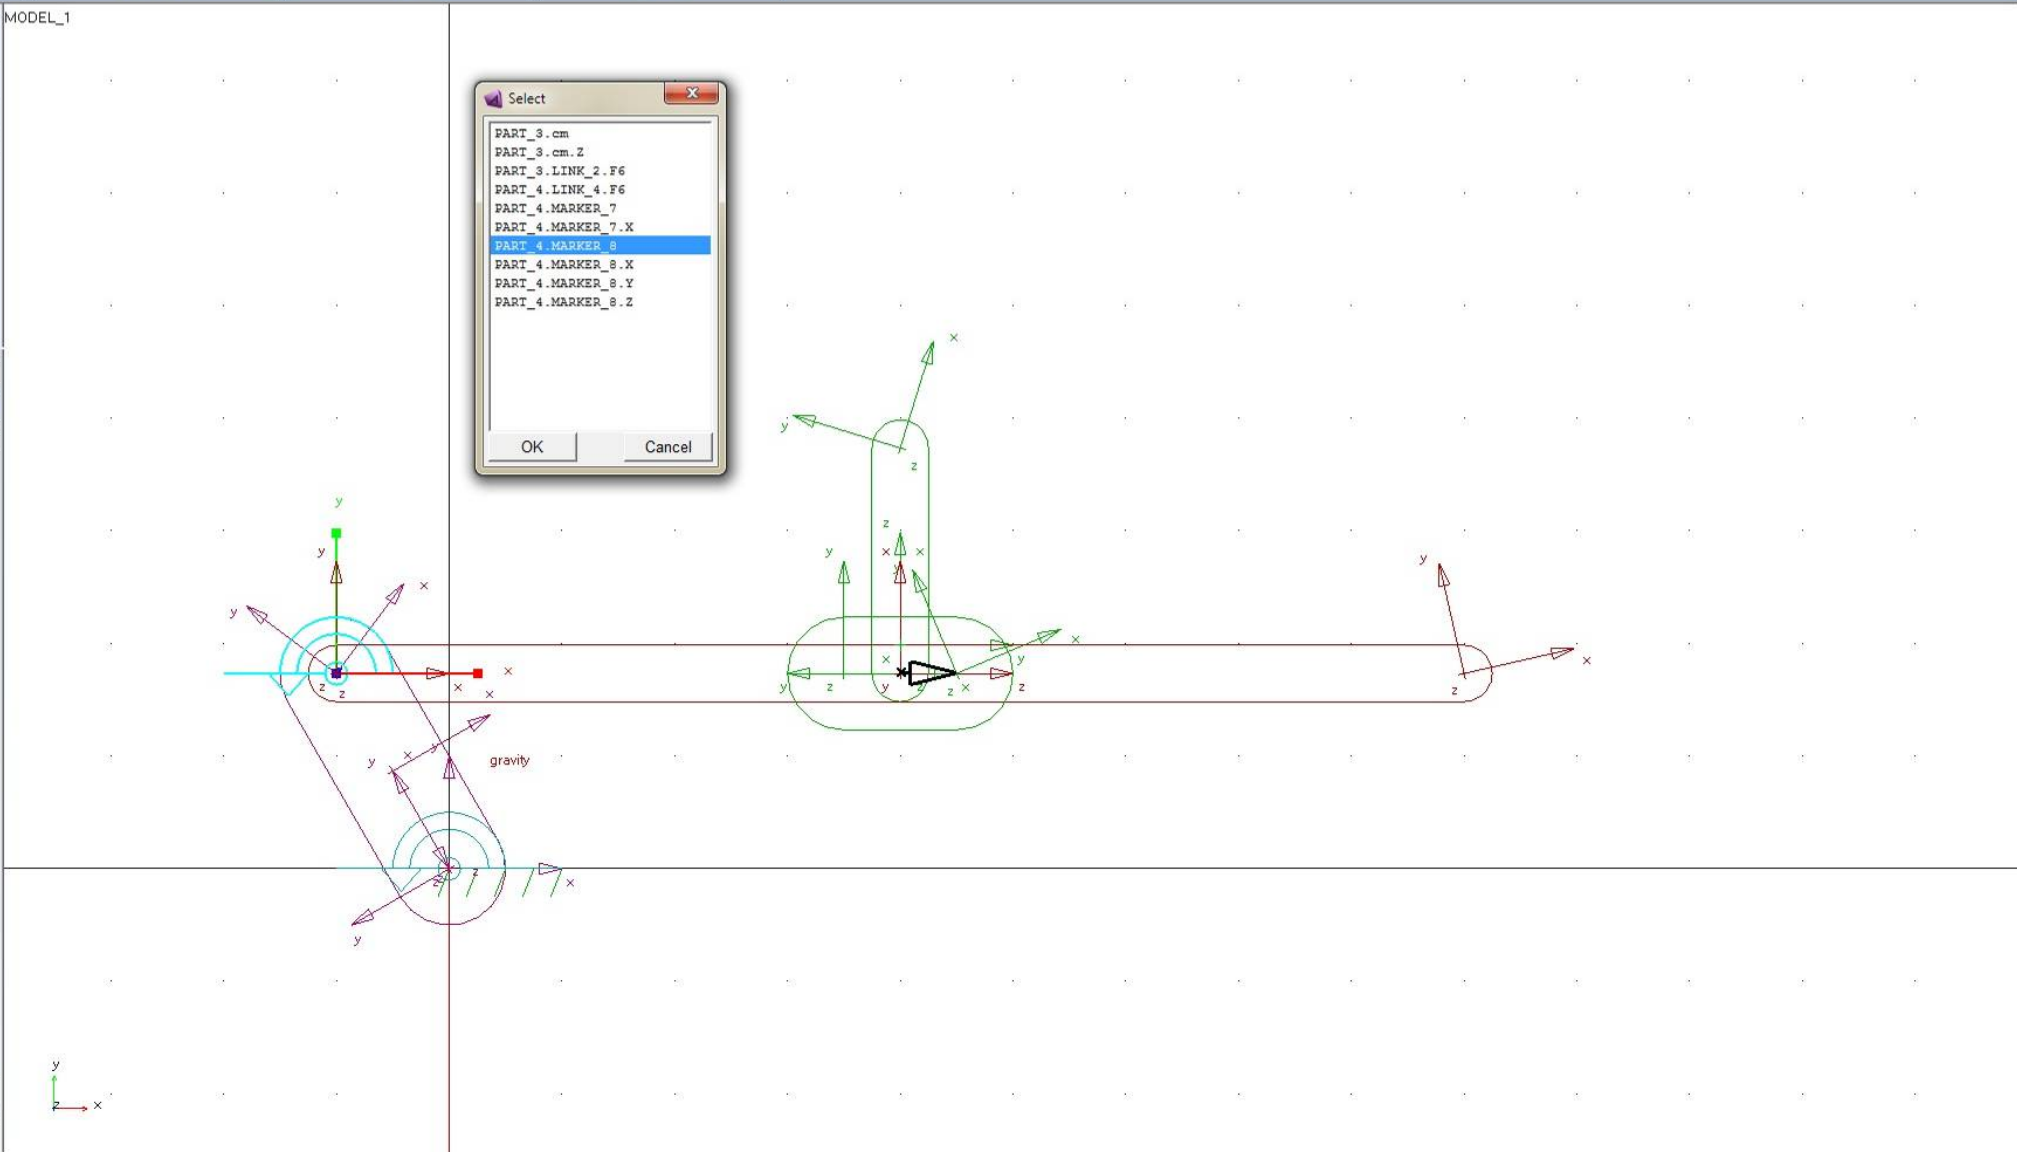 MODEL_1
Select
PART_3.cm
PART_3.cm.Z
PART_3.LINK_2.F6
PART_4.LINK_4.F6
PART_4.MARKER_7
PART_4.MARKER_7.X
PART_4.MARKER_8
PART_4.MARKER_8.X
PART_4.MARKER_8.Y
PART_4.MARKER_8.Z
OK Cancel
x
y
z
y
z
y y y x x y
x
y
x
y x y
z z x x x y z z x z x z
y x y gravity
z z x
y
y
z x